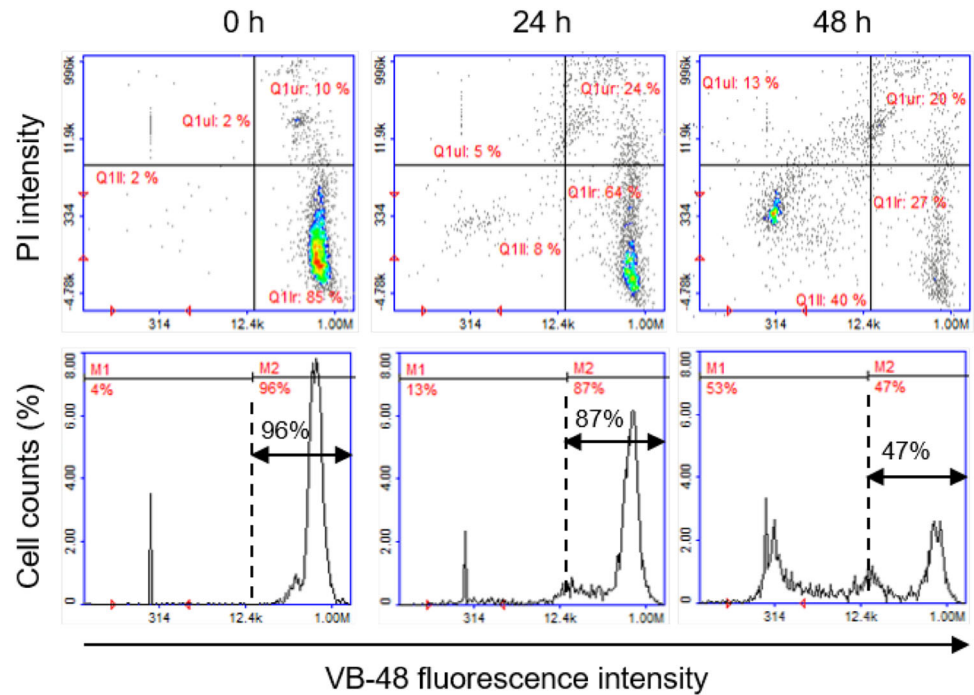 0 h 24 h 48 h
PI intensity
996k
11.9k
334
-4.78k
Q1ur: 10 %
Q1ul: 2 %
Q1ll: 2 %
Q1lr: 85 %
314 12.4k 1.00M
996k
11.9k
334
-4.78k
Q1ur: 24 %
Q1ul: 5 %
Q1lr: 64 %
Q1ll: 8 %
314 12.4k 1.00M
996k
11.9k
334
-4.78k
Q1ul: 13 %
Q1ur: 20 %
Q1lr: 27 %
Q1ll: 40 %
314 12.4k 1.00M
Cell counts (%)
8.00
6.00
4.00
2.00
0
M1 M2
4% 96%
96%
314 12.4k 1.00M
8.00
6.00
4.00
2.00
0
M1 M2
13% 87%
87%
314 12.4k 1.00M
8.00
6.00
4.00
2.00
0
M1 M2
53% 47%
47%
314 12.4k 1.00M
VB-48 fluorescence intensity